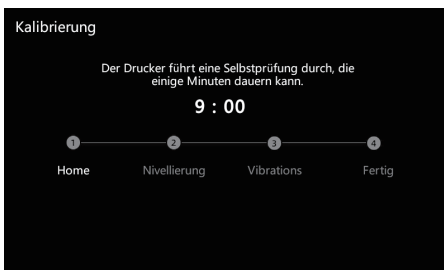 Kalibrierung
Der Drucker führt eine Selbstprüfung durch, die
einige Minuten dauern kann.
9 : 00
1 2 3 4
Home Nivellierung Vibrations Fertig